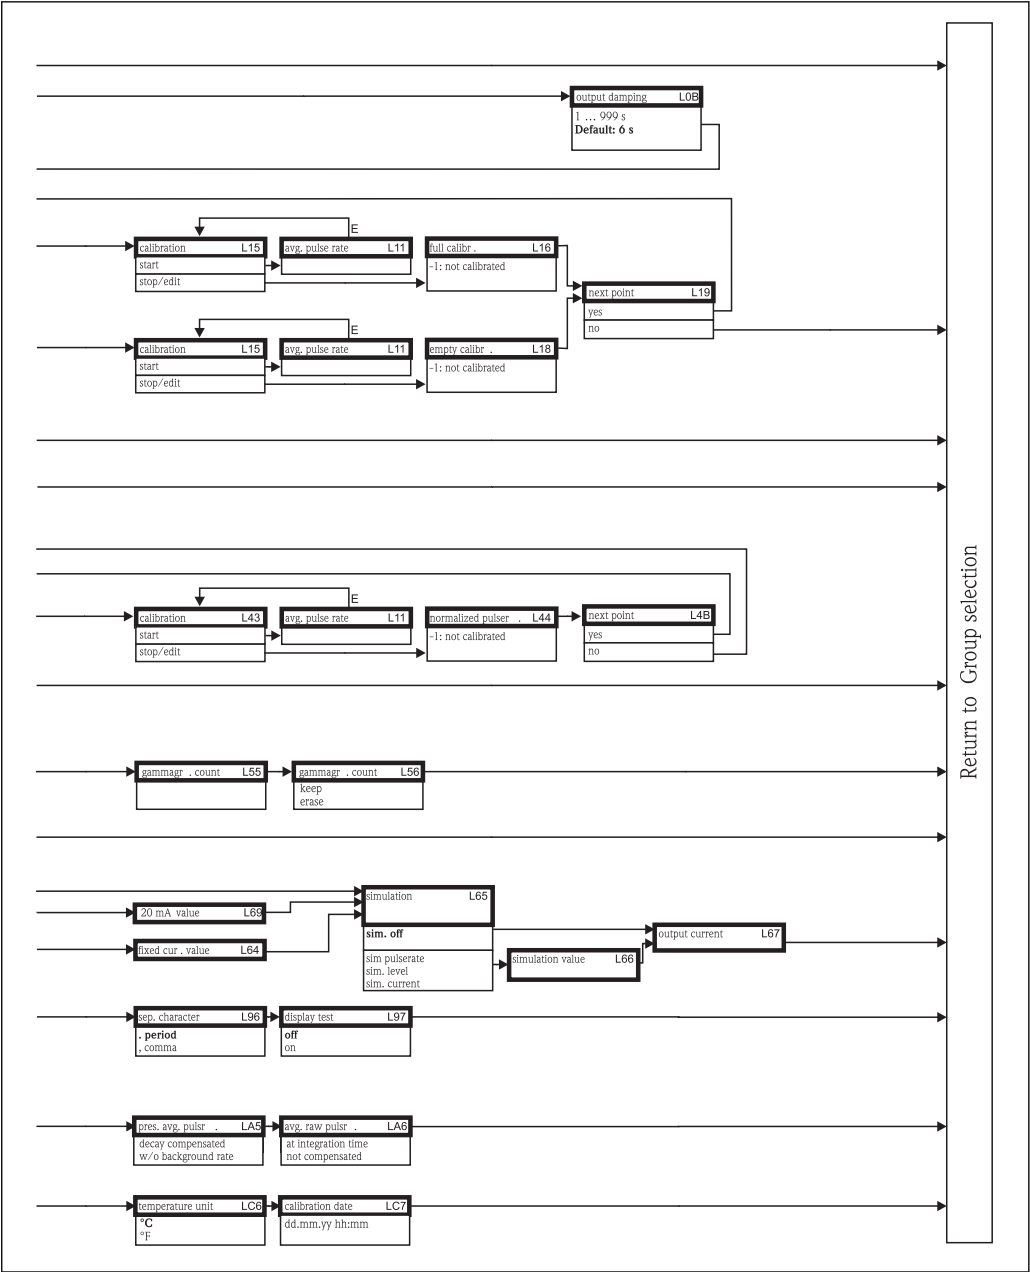 output damping L0B
1 ... 999 s
Default: 6 s
E
calibration L15
start
stop/edit
avg. pulse rate L11
full calibr . L16
-1: not calibrated
next point L19
yes
no
E
calibration L15
start
stop/edit
avg. pulse rate L11
empty calibr . L18
-1: not calibrated
E
calibration L43
start
stop/edit
avg. pulse rate L11
normalized pulser . L44
-1: not calibrated
next point L4B
yes
no
gammagr . count L55
gammagr . count L56
keep
erase
20 mA value L69
fixed cur . value L64
simulation L65
sim. off
sim pulserate
sim. level
sim. current
simulation value L66
output current L67
sep. character L96
. period
, comma
display test L97
off
on
pres. avg. pulsr . LA5
decay compensated
w/o background rate
avg. raw pulsr . LA6
at integration time
not compensated
temperature unit LC6
°C
°F
calibration date LC7
dd.mm.yy hh:mm
Return to Group selection